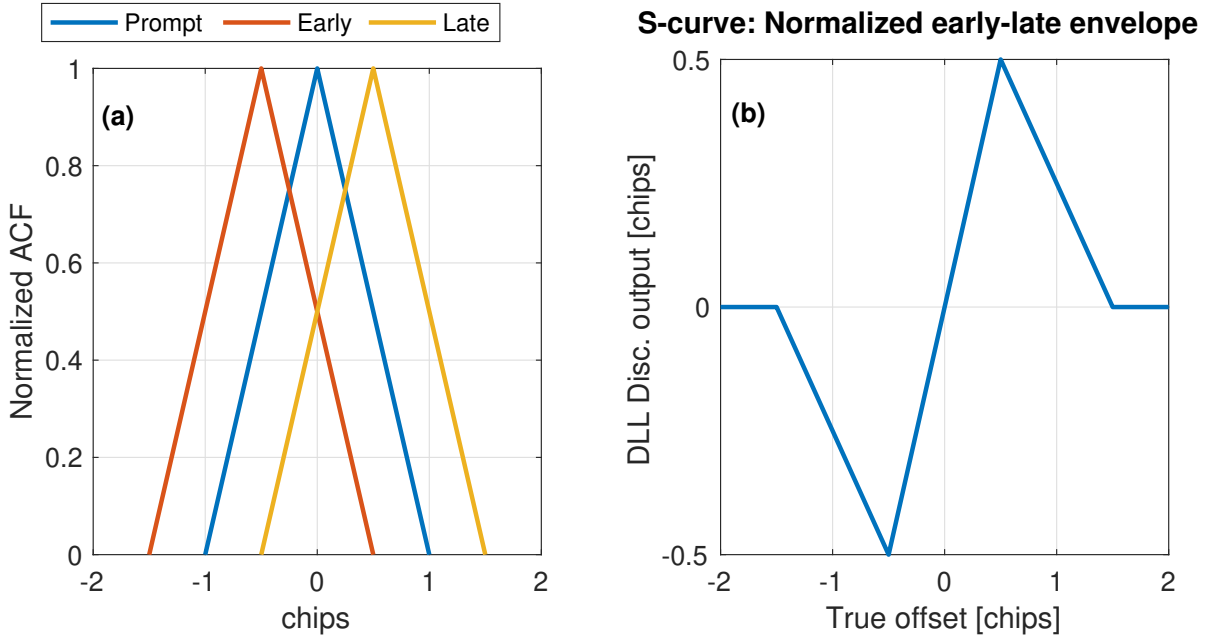 Prompt Early Late
(a)
Normalized ACF
1
0.8
0.6
0.4
0.2
0
-2 -1 0 1 2
chips
S-curve: Normalized early-late envelope
(b)
DLL Disc. output [chips]
0.5
0
-0.5
-2 -1 0 1 2
True offset [chips]